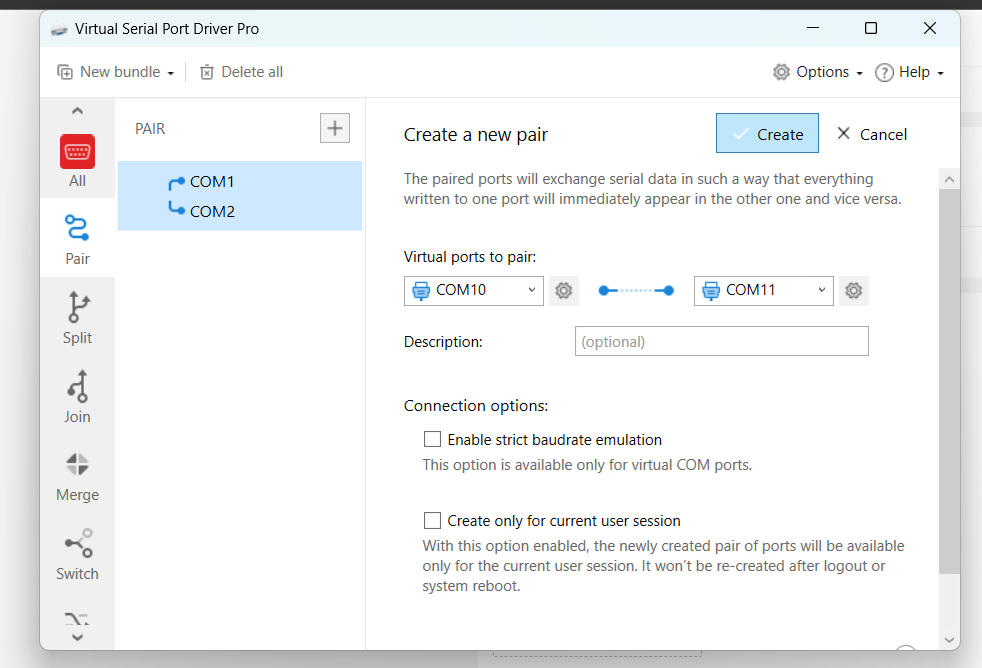 Virtual Serial Port Driver Pro
New bundle
Delete all
Options
Help
All
Pair
Split
Join
Merge
Switch
PAIR
COM1
COM2
Create a new pair
Create
Cancel
The paired ports will exchange serial data in such a way that everything
written to one port will immediately appear in the other one and vice versa.
Virtual ports to pair:
COM10
COM11
Description:
(optional)
Connection options:
Enable strict baudrate emulation
This option is available only for virtual COM ports.
Create only for current user session
With this option enabled, the newly created pair of ports will be available
only for the current user session. It won’t be re-created after logout or
system reboot.